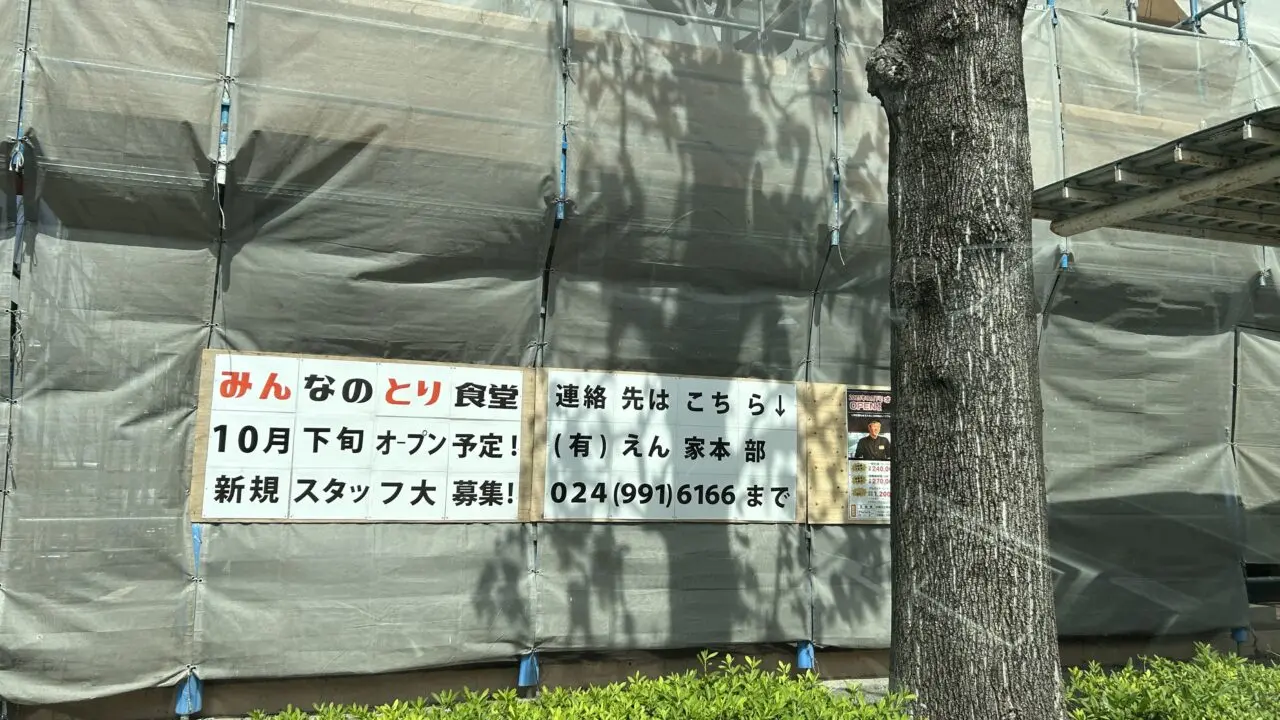 みんなのとり食堂
10月下旬オープン予定!
新規スタッフ大募集!
連絡先はこちら↓
(有)えん家本部
024(991)6166まで
OPEN!